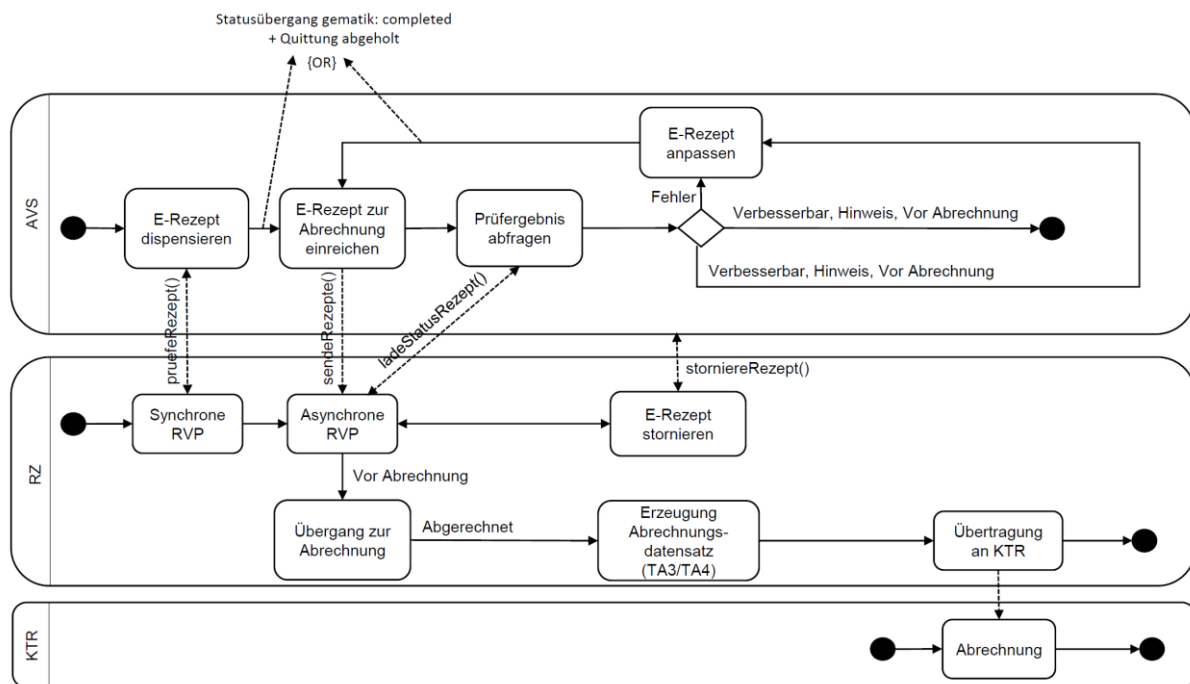 Statusübergang gematik: completed
+ Quittung abgeholt
{OR}
AVS
E-Rezept
dispensieren
E-Rezept zur
Abrechnung
einreichen
Prüfergebnis
abfragen
E-Rezept
anpassen
Fehler
Verbesserbar, Hinweis, Vor Abrechnung
Verbesserbar, Hinweis, Vor Abrechnung
pruefeRezept()
sendeRezepte()
ladeStatusRezept()
storniereRezept()
RZ
Synchrone
RVP
Asynchrone
RVP
E-Rezept
stornieren
Vor Abrechnung
Übergang zur
Abrechnung
Abgerechnet
Erzeugung
Abrechnungs-
datensatz
(TA3/TA4)
Übertragung
an KTR
KTR
Abrechnung